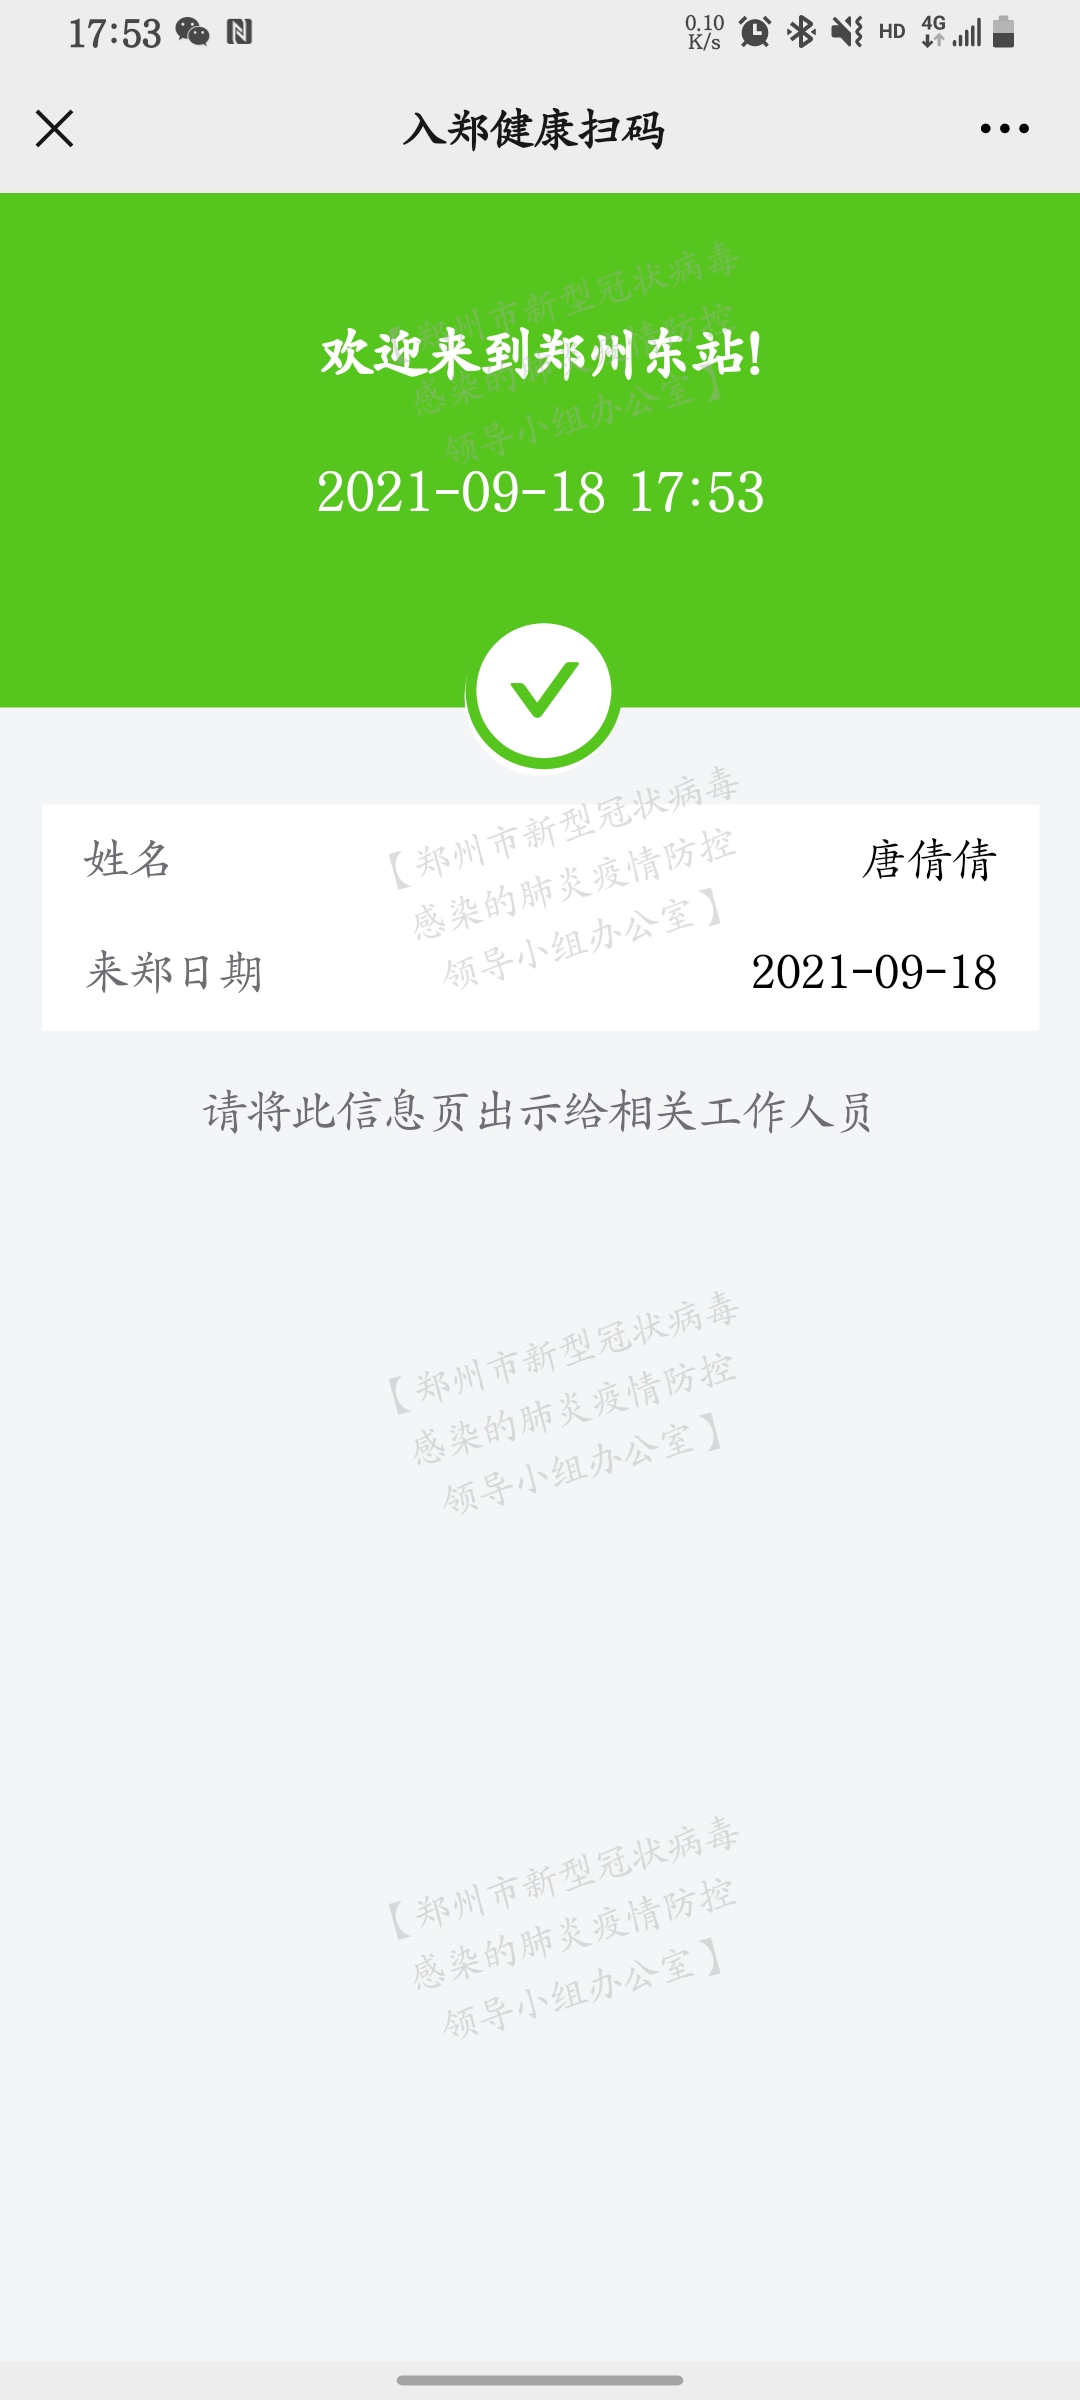 17:53
0.10
K/s
HD
4G
入郑健康扫码
欢迎来到郑州东站!
【郑州市新型冠状病毒
感染的肺炎疫情防控
领导小组办公室】
2021-09-18 17:53
【郑州市新型冠状病毒
感染的肺炎疫情防控
领导小组办公室】
姓名 唐倩倩
来郑日期 2021-09-18
请将此信息页出示给相关工作人员
【郑州市新型冠状病毒
感染的肺炎疫情防控
领导小组办公室】
【郑州市新型冠状病毒
感染的肺炎疫情防控
领导小组办公室】